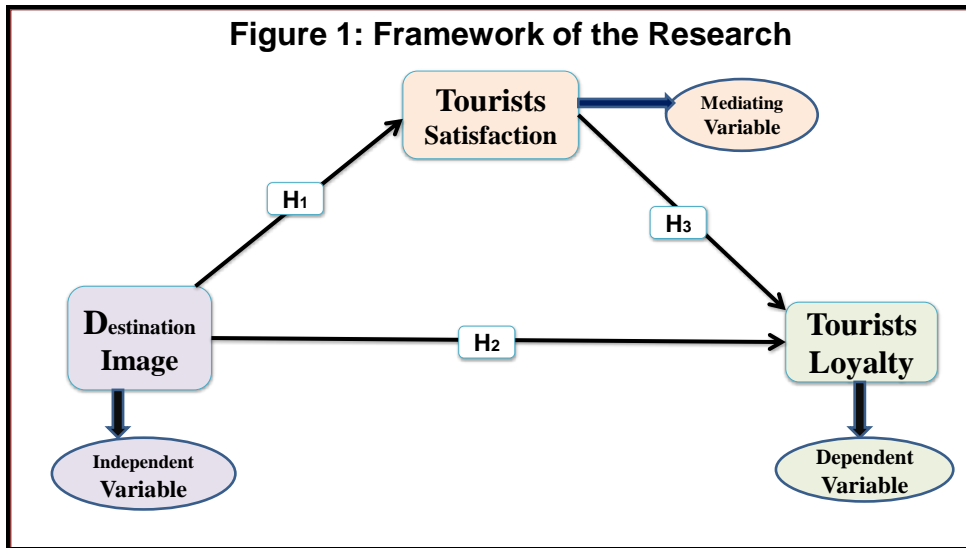 Figure 1: Framework of the Research
Tourists
Satisfaction
Mediating
Variable
H1
H3
Destination
Image
H2
Tourists
Loyalty
Independent
Variable
Dependent
Variable